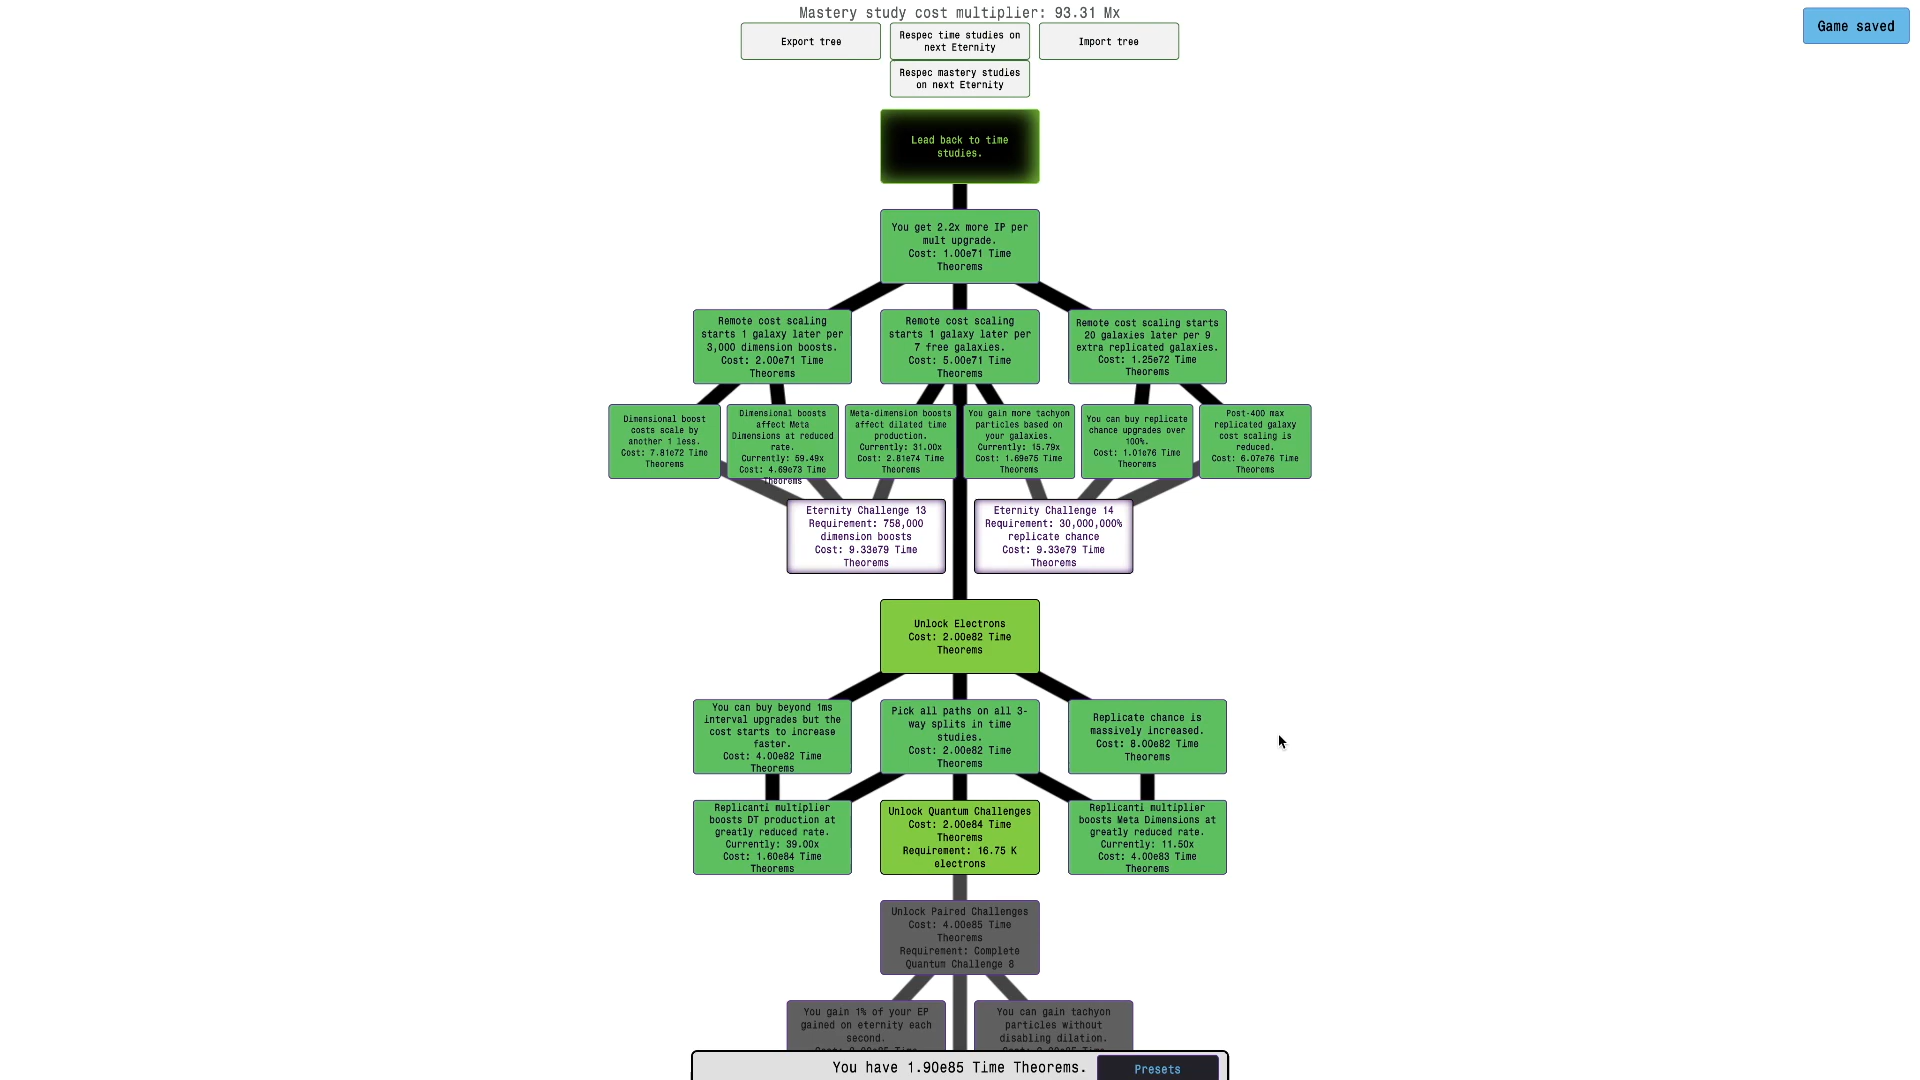 Mastery study cost multiplier: 93.31 Mx
Game saved
Export tree
Respec time studies on
next Eternity
Import tree
Respec mastery studies
on next Eternity
Lead back to time
studies.
You get 2.2x more IP per
mult upgrade.
Cost: 1.00e71 Time
Theorems
Remote cost scaling
starts 1 galaxy later per
3,000 dimension boosts.
Cost: 2.00e71 Time
Theorems
Remote cost scaling
starts 1 galaxy later per
7 free galaxies.
Cost: 5.00e71 Time
Theorems
Remote cost scaling starts
20 galaxies later per 9
extra replicated galaxies.
Cost: 1.25e72 Time
Theorems
Dimensional boost
costs scale by
another 1 less.
Cost: 7.81e72 Time
Theorems
Dimensional boosts
affect Meta
Dimensions at reduced
rate.
Currently: 59.49x
Cost: 4.69e73 Time
Theorems
Meta-dimension boosts
affect dilated time
production.
Currently: 31.00x
Cost: 2.81e74 Time
Theorems
You gain more tachyon
particles based on
your galaxies.
Currently: 15.79x
Cost: 1.69e75 Time
Theorems
You can buy replicate
chance upgrades over
100%.
Cost: 1.01e76 Time
Theorems
Post-400 max
replicated galaxy
cost scaling is
reduced.
Cost: 6.07e76 Time
Theorems
Eternity Challenge 13
Requirement: 758,000
dimension boosts
Cost: 9.33e79 Time
Theorems
Eternity Challenge 14
Requirement: 30,000,000%
replicate chance
Cost: 9.33e79 Time
Theorems
Unlock Electrons
Cost: 2.00e82 Time
Theorems
You can buy beyond 1ms
interval upgrades but the
cost starts to increase
faster.
Cost: 4.00e82 Time
Theorems
Pick all paths on all 3-
way splits in time
studies.
Cost: 2.00e82 Time
Theorems
Replicate chance is
massively increased.
Cost: 8.00e82 Time
Theorems
Replicanti multiplier
boosts DT production at
greatly reduced rate.
Currently: 39.00x
Cost: 1.60e84 Time
Theorems
Unlock Quantum Challenges
Cost: 2.00e84 Time
Theorems
Requirement: 16.75 K
electrons
Replicanti multiplier
boosts Meta Dimensions at
greatly reduced rate.
Currently: 11.50x
Cost: 4.00e83 Time
Theorems
Unlock Paired Challenges
Cost: 4.00e85 Time
Theorems
Requirement: Complete
Quantum Challenge 8
You gain 1% of your EP
gained on eternity each
second.
You can gain tachyon
particles without
disabling dilation.
You have 1.90e85 Time Theorems.
Presets